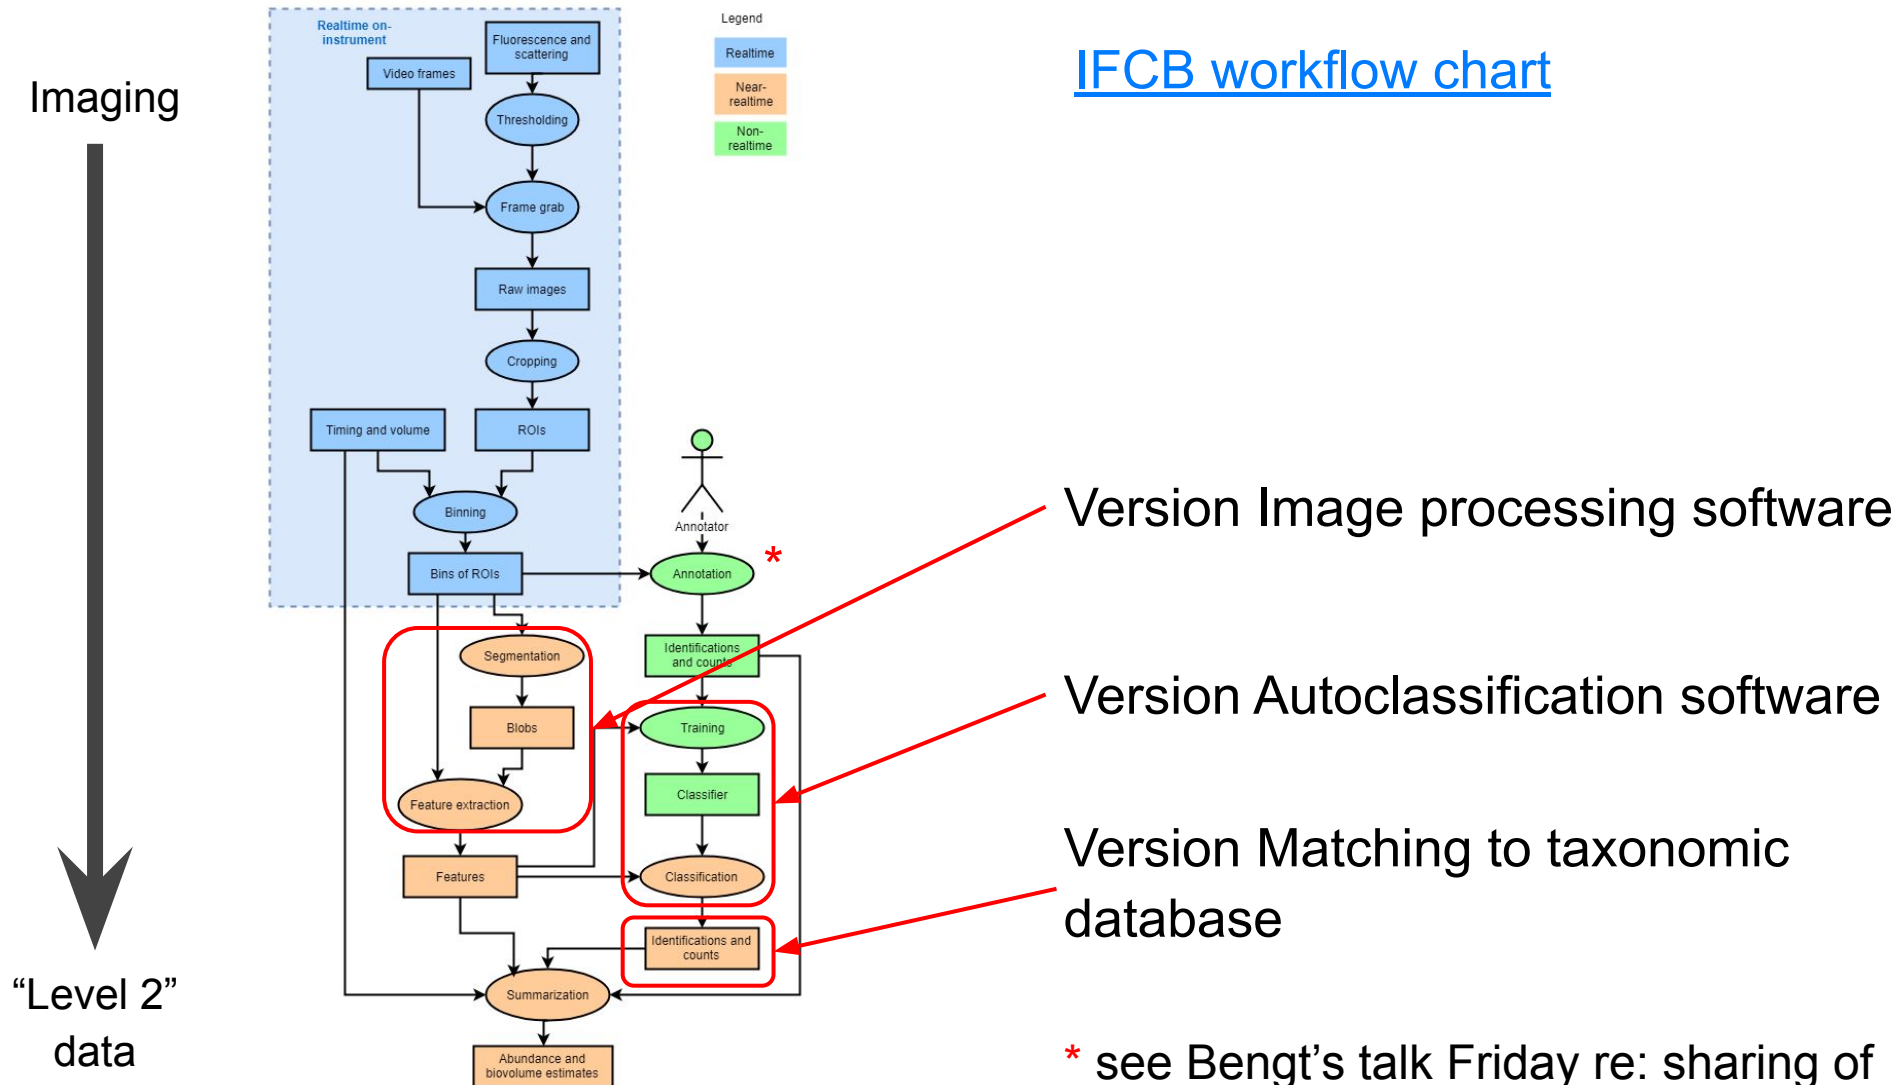 Imaging
"Level 2"
data
Realtime on-
instrument
Fluorescence and
scattering
Video frames
Thresholding
Frame grab
Raw images
Cropping
Timing and volume
ROIs
Binning
Bins of ROIs
Legend
Realtime
Near-
realtime
Non-
realtime
Annotator
Annotation
*
Segmentation
Blobs
Feature extraction
Features
Identifications
and counts
Training
Classifier
Classification
Identifications and
counts
Summarization
Abundance and
biovolume estimates
IFCB workflow chart
Version Image processing software
Version Autoclassification software
Version Matching to taxonomic
database
* see Bengt’s talk Friday re: sharing of